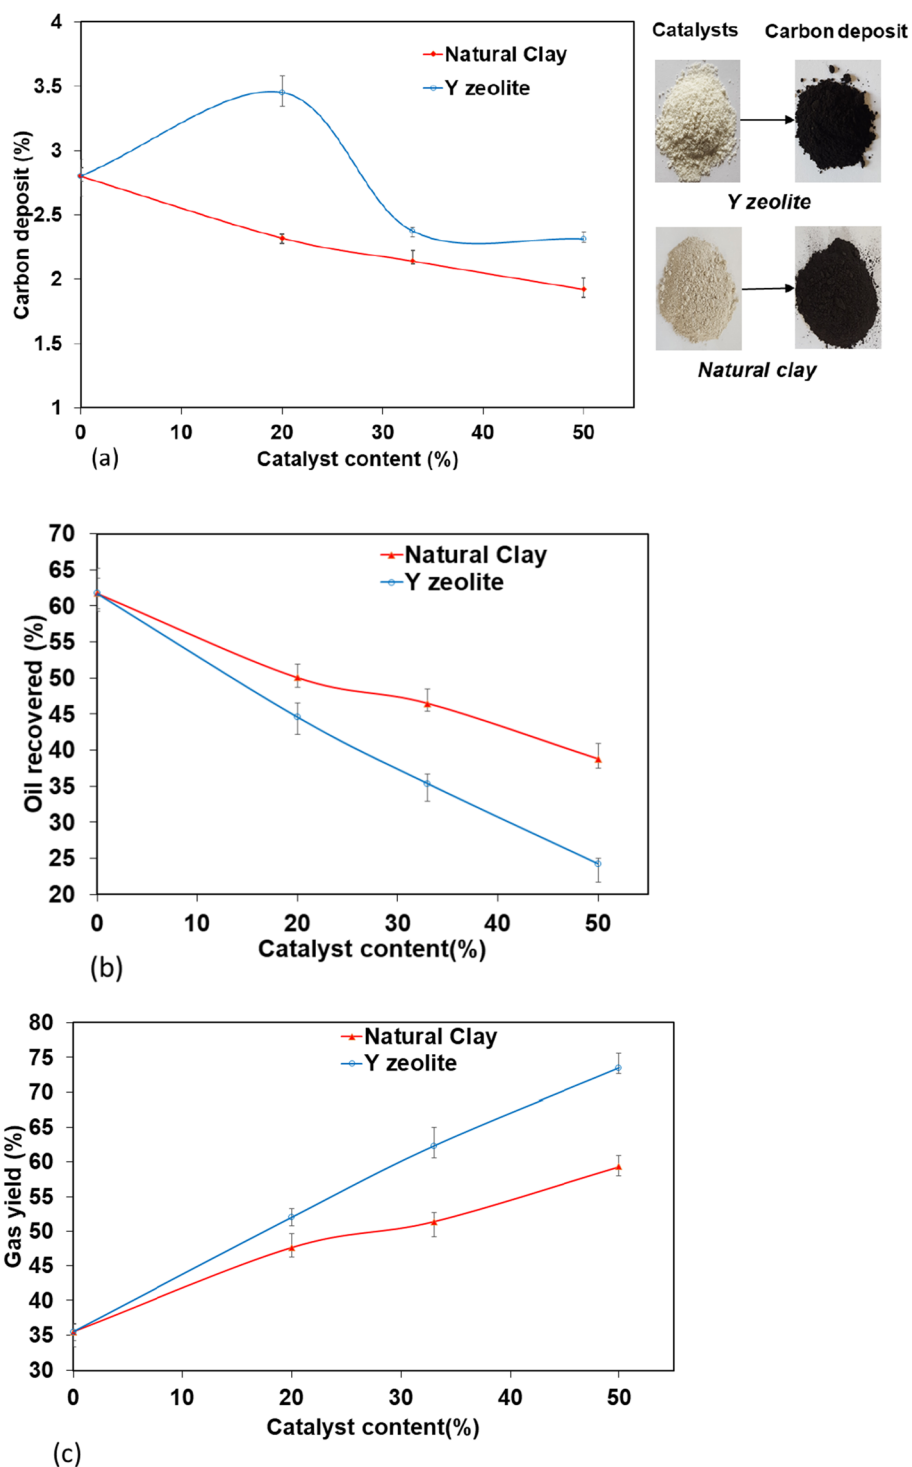 4
3.5
3
2.5
2
1.5
1
Carbon deposit (%)
Natural Clay
Y zeolite
0 10 20 30 40 50
Catalyst content (%)
(a)
Catalysts Carbon deposit
Y zeolite
Natural clay
70
65
60
55
50
45
40
35
30
25
20
Oil recovered (%)
Natural Clay
Y zeolite
0 10 20 30 40 50
Catalyst content(%)
(b)
80
75
70
65
60
55
50
45
40
35
30
Gas yield (%)
Natural Clay
Y zeolite
0 10 20 30 40 50
Catalyst content(%)
(c)